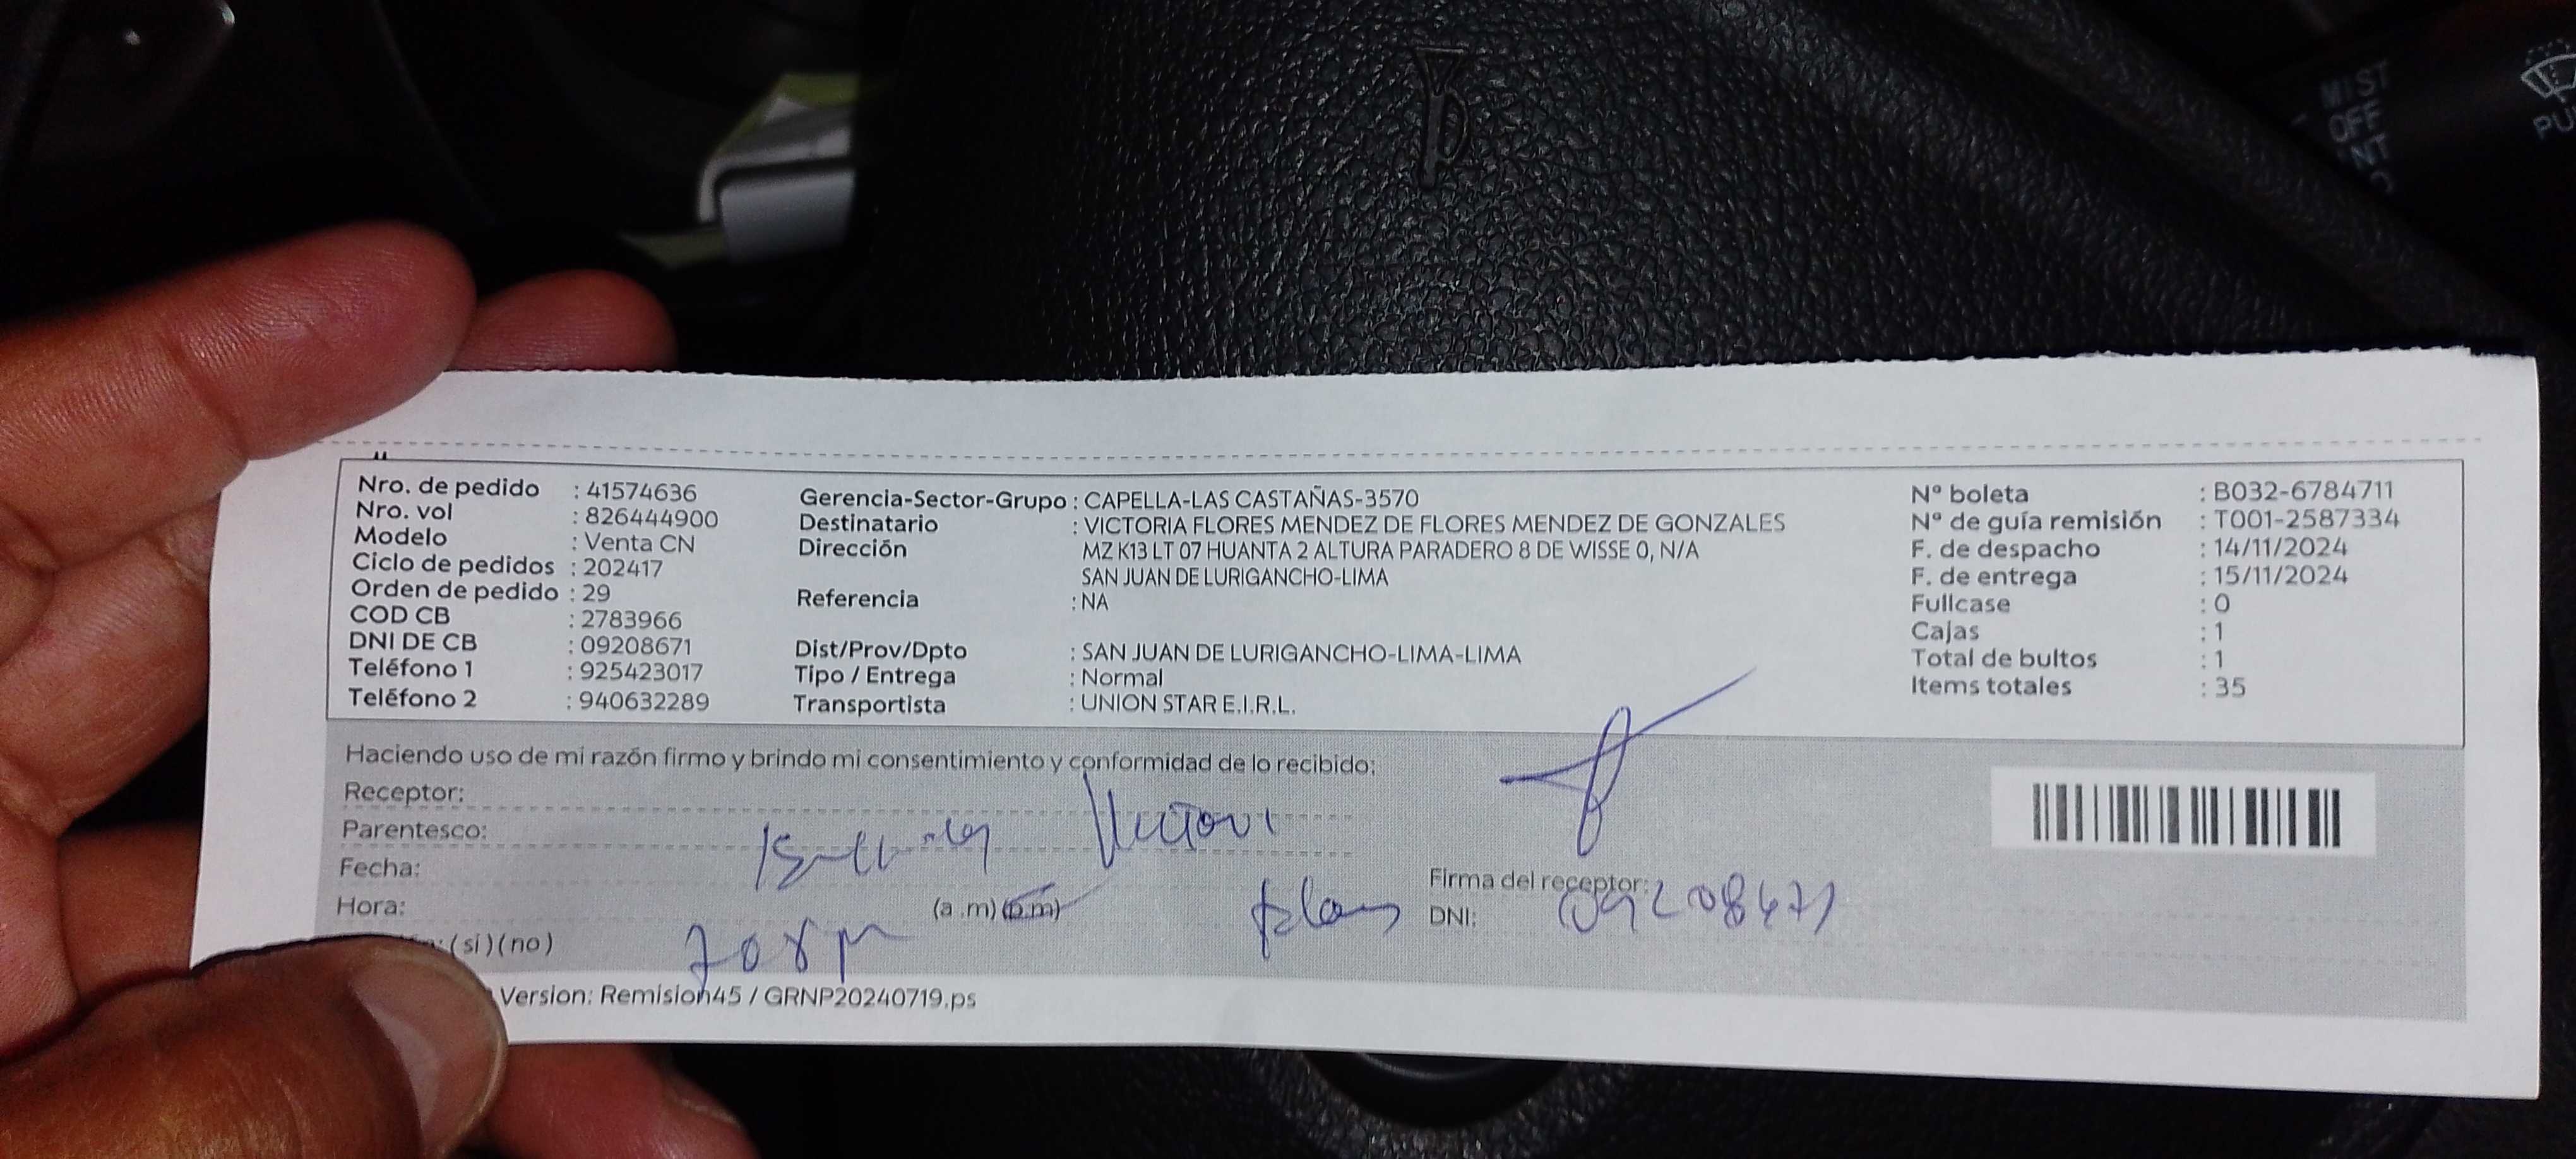 MIST
OFF
INT
PU
Nro. de pedido : 41574636
Nro. vol : 826444900
Modelo : Venta CN
Ciclo de pedidos : 202417
Orden de pedido : 29
COD CB : 2783966
DNI DE CB : 09208671
Teléfono 1 : 925423017
Teléfono 2 : 940632289
Gerencia-Sector-Grupo : CAPELLA-LAS CASTAÑAS-3570
Destinatario : VICTORIA FLORES MENDEZ DE FLORES MENDEZ DE GONZALES
Dirección MZ K13 LT 07 HUANTA 2 ALTURA PARADERO 8 DE WISSE 0, N/A
SAN JUAN DE LURIGANCHO-LIMA
Referencia : NA
Dist/Prov/Dpto : SAN JUAN DE LURIGANCHO-LIMA-LIMA
Tipo / Entrega : Normal
Transportista : UNION STAR E.I.R.L.
Nº boleta : B032-6784711
Nº de guía remisión : T001-2587334
F. de despacho : 14/11/2024
F. de entrega : 15/11/2024
Fullcase : 0
Cajas : 1
Total de bultos : 1
Items totales : 35
Haciendo uso de mi razón firmo y brindo mi consentimiento y conformidad de lo recibido:
Receptor:
Parentesco:
Fecha:
Hora: (a .m) (p.m)
(si) (no)
Firma del receptor:
DNI: 09208671
Version: Remision45 / GRNP20240719.ps